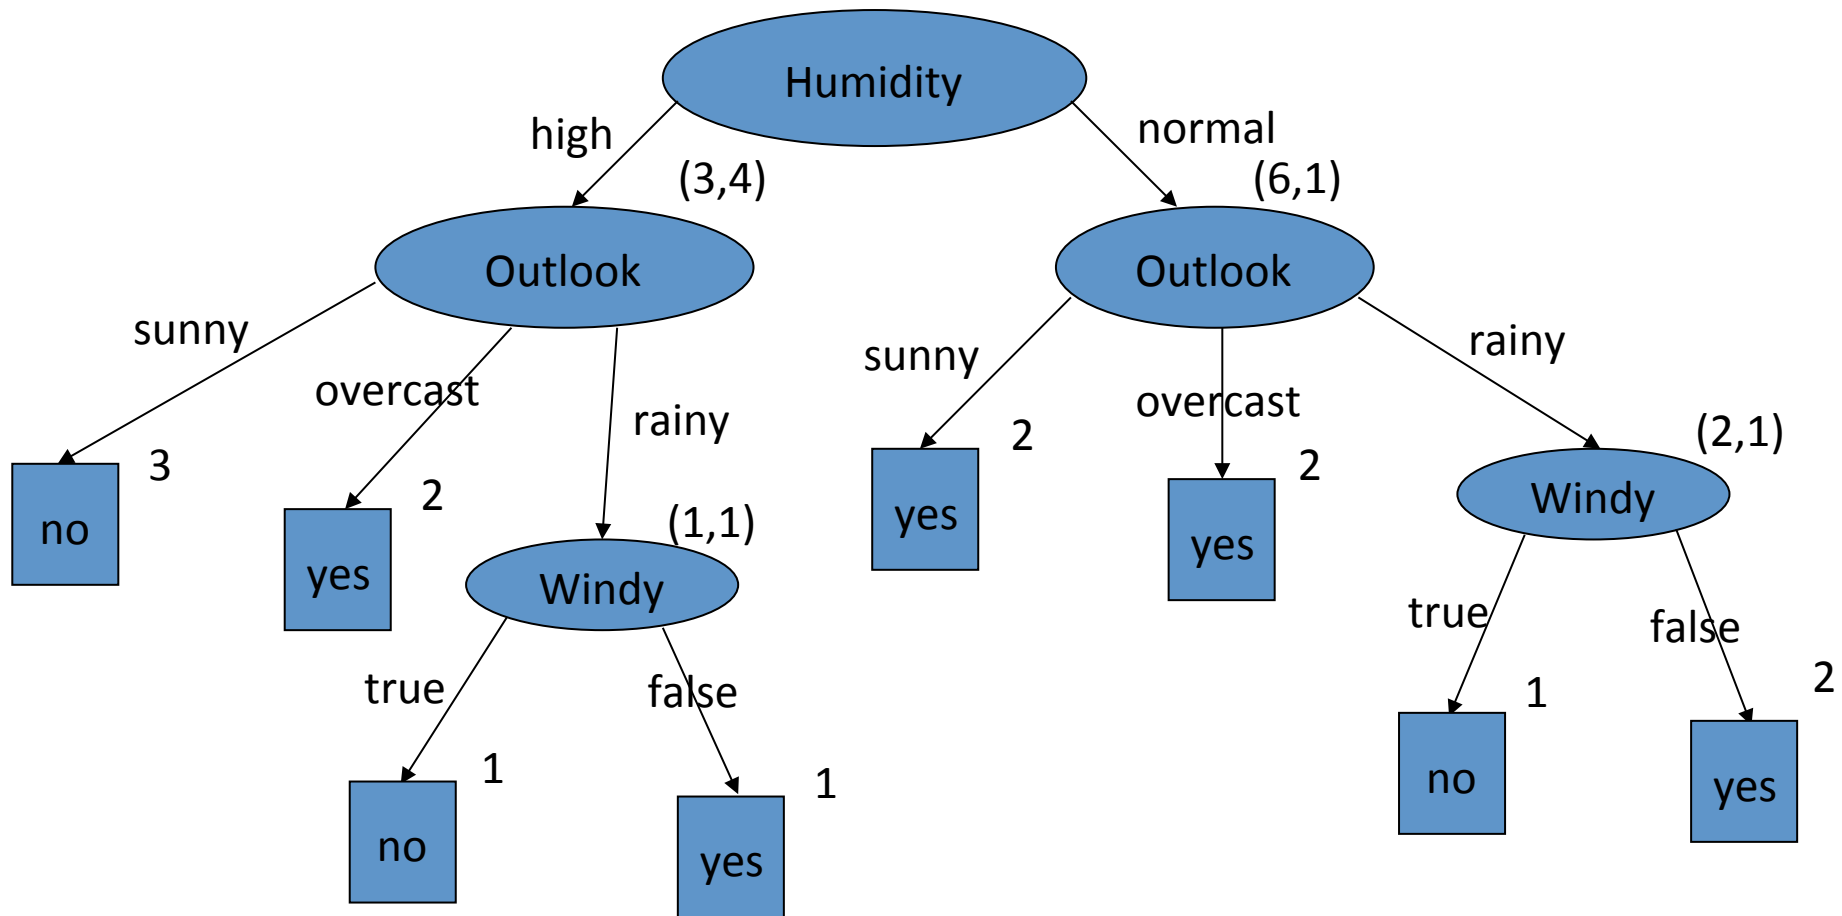 Humidity
high
normal
(3,4)
(6,1)
Outlook
Outlook
sunny
overcast
rainy
sunny
overcast
rainy
3
2
(1,1)
2
2
(2,1)
no
yes
Windy
yes
yes
Windy
true
false
true
false
1
1
1
2
no
yes
no
yes